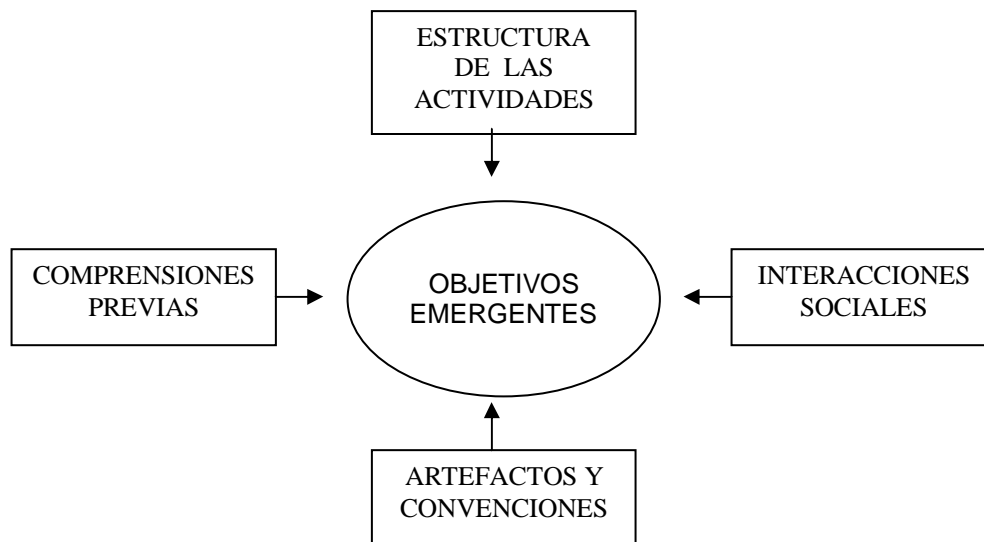 ESTRUCTURA
DE LAS
ACTIVIDADES
COMPRENSIONES
PREVIAS
OBJETIVOS
EMERGENTES
INTERACCIONES
SOCIALES
ARTEFACTOS Y
CONVENCIONES